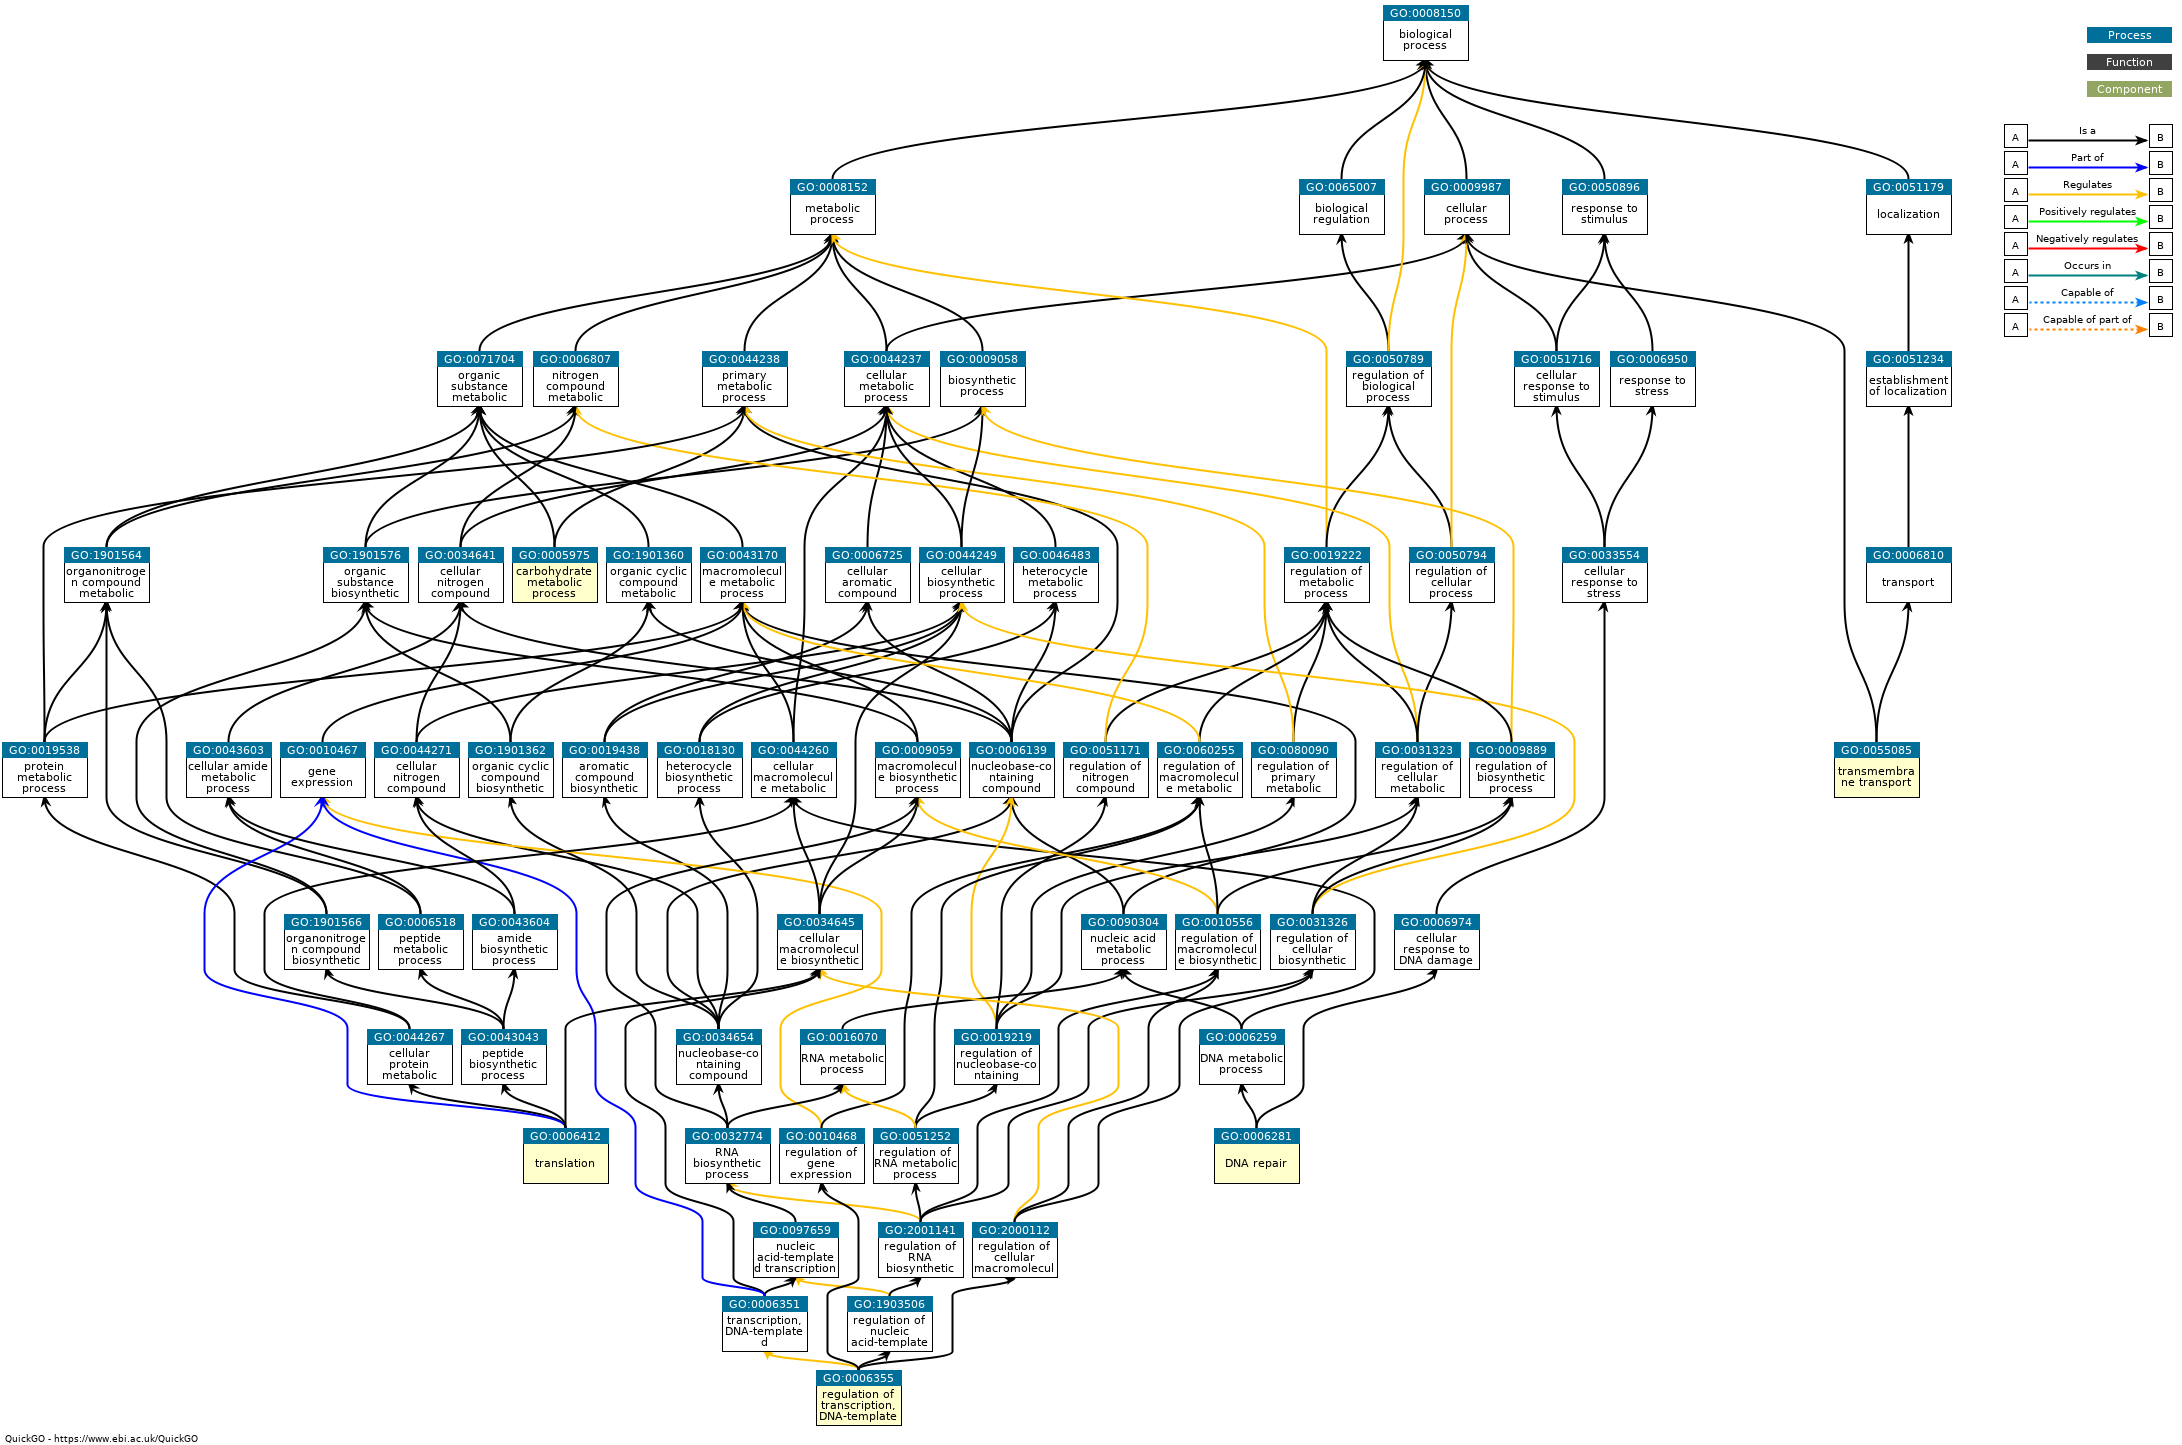 GO:0008150
biological
process
Process
Function
Component
A Is a B
A Part of B
A Regulates B
A Positively regulates B
A Negatively regulates B
A Occurs in B
A Capable of B
A Capable of part of B
GO:0008152
metabolic
process
GO:0065007
biological
regulation
GO:0009987
cellular
process
GO:0050896
response to
stimulus
GO:0051179
localization
GO:0071704
organic
substance
metabolic
GO:0006807
nitrogen
compound
metabolic
GO:0044238
primary
metabolic
process
GO:0044237
cellular
metabolic
process
GO:0009058
biosynthetic
process
GO:0050789
regulation of
biological
process
GO:0051716
cellular
response to
stimulus
GO:0006950
response to
stress
GO:0051234
establishment
of localization
GO:1901564
organonitroge
n compound
metabolic
GO:1901576
organic
substance
biosynthetic
GO:0034641
cellular
nitrogen
compound
GO:0005975
carbohydrate
metabolic
process
GO:1901360
organic cyclic
compound
metabolic
GO:0043170
macromolecul
e metabolic
process
GO:0006725
cellular
aromatic
compound
GO:0044249
cellular
biosynthetic
process
GO:0046483
heterocycle
metabolic
process
GO:0019222
regulation of
metabolic
process
GO:0050794
regulation of
cellular
process
GO:0033554
cellular
response to
stress
GO:0006810
transport
GO:0019538
protein
metabolic
process
GO:0043603
cellular amide
metabolic
process
GO:0010467
gene
expression
GO:0044271
cellular
nitrogen
compound
GO:1901362
organic cyclic
compound
biosynthetic
GO:0019438
aromatic
compound
biosynthetic
GO:0018130
heterocycle
biosynthetic
process
GO:0044260
cellular
macromolecul
e metabolic
GO:0009059
macromolecul
e biosynthetic
process
GO:0006139
nucleobase-co
ntaining
compound
GO:0051171
regulation of
nitrogen
compound
GO:0060255
regulation of
macromolecul
e metabolic
GO:0080090
regulation of
primary
metabolic
GO:0031323
regulation of
cellular
metabolic
GO:0009889
regulation of
biosynthetic
process
GO:0055085
transmembra
ne transport
GO:1901566
organonitroge
n compound
biosynthetic
GO:0006518
peptide
metabolic
process
GO:0043604
amide
biosynthetic
process
GO:0034645
cellular
macromolecul
e biosynthetic
GO:0090304
nucleic acid
metabolic
process
GO:0010556
regulation of
macromolecul
e biosynthetic
GO:0031326
regulation of
cellular
biosynthetic
GO:0006974
cellular
response to
DNA damage
GO:0044267
cellular
protein
metabolic
GO:0043043
peptide
biosynthetic
process
GO:0034654
nucleobase-co
ntaining
compound
GO:0016070
RNA metabolic
process
GO:0019219
regulation of
nucleobase-co
ntaining
GO:0006259
DNA metabolic
process
GO:0006412
translation
GO:0032774
RNA
biosynthetic
process
GO:0010468
regulation of
gene
expression
GO:0051252
regulation of
RNA metabolic
process
GO:0006281
DNA repair
GO:0097659
nucleic
acid-template
d transcription
GO:2001141
regulation of
RNA
biosynthetic
GO:2000112
regulation of
cellular
macromolecul
GO:0006351
transcription,
DNA-template
d
GO:1903506
regulation of
nucleic
acid-template
GO:0006355
regulation of
transcription,
DNA-template
QuickGO - https://www.ebi.ac.uk/QuickGO